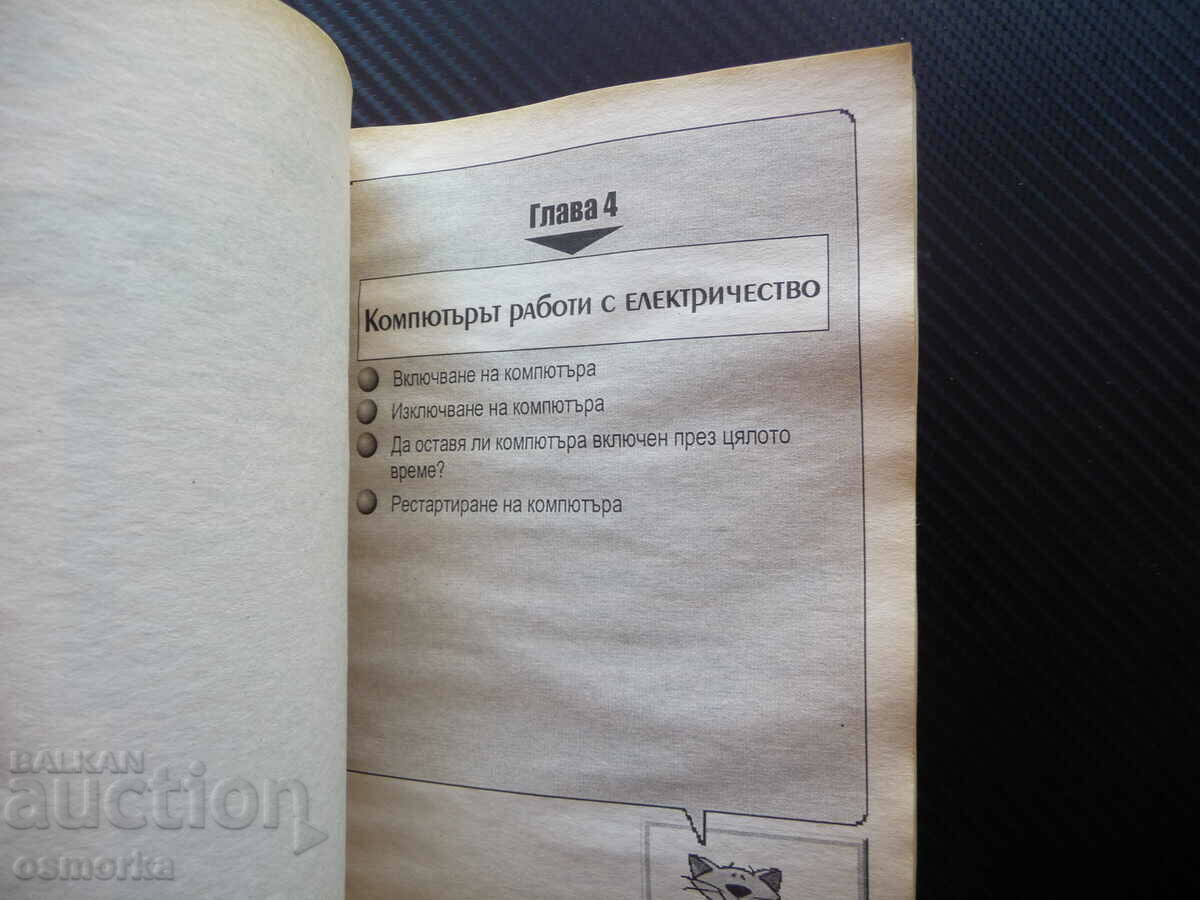 Глава 4
Компютърът работи с електричество
Включване на компютъра
Изключване на компютъра
Да оставя ли компютъра включен през цялото
време?
Рестартиране на компютъра
BALKAN
auction
osmorka